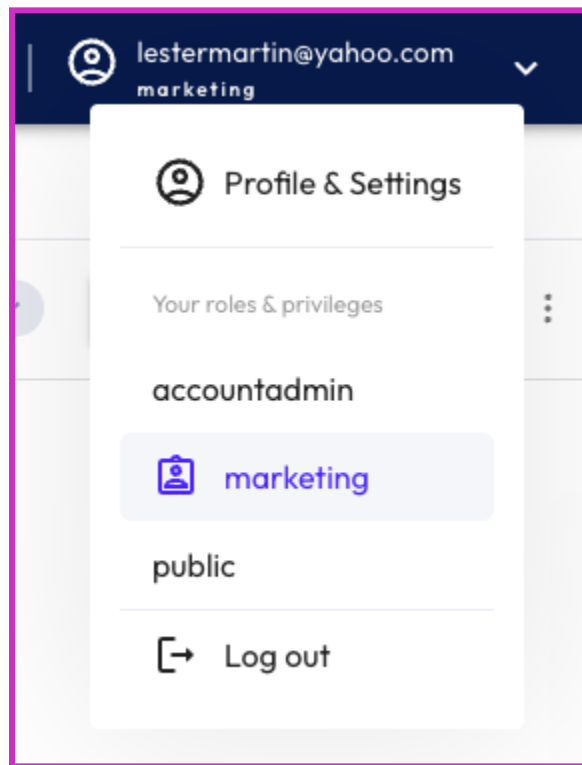 lestermartin@yahoo.com
marketing
Profile & Settings
Your roles & privileges
accountadmin
marketing
public
Log out